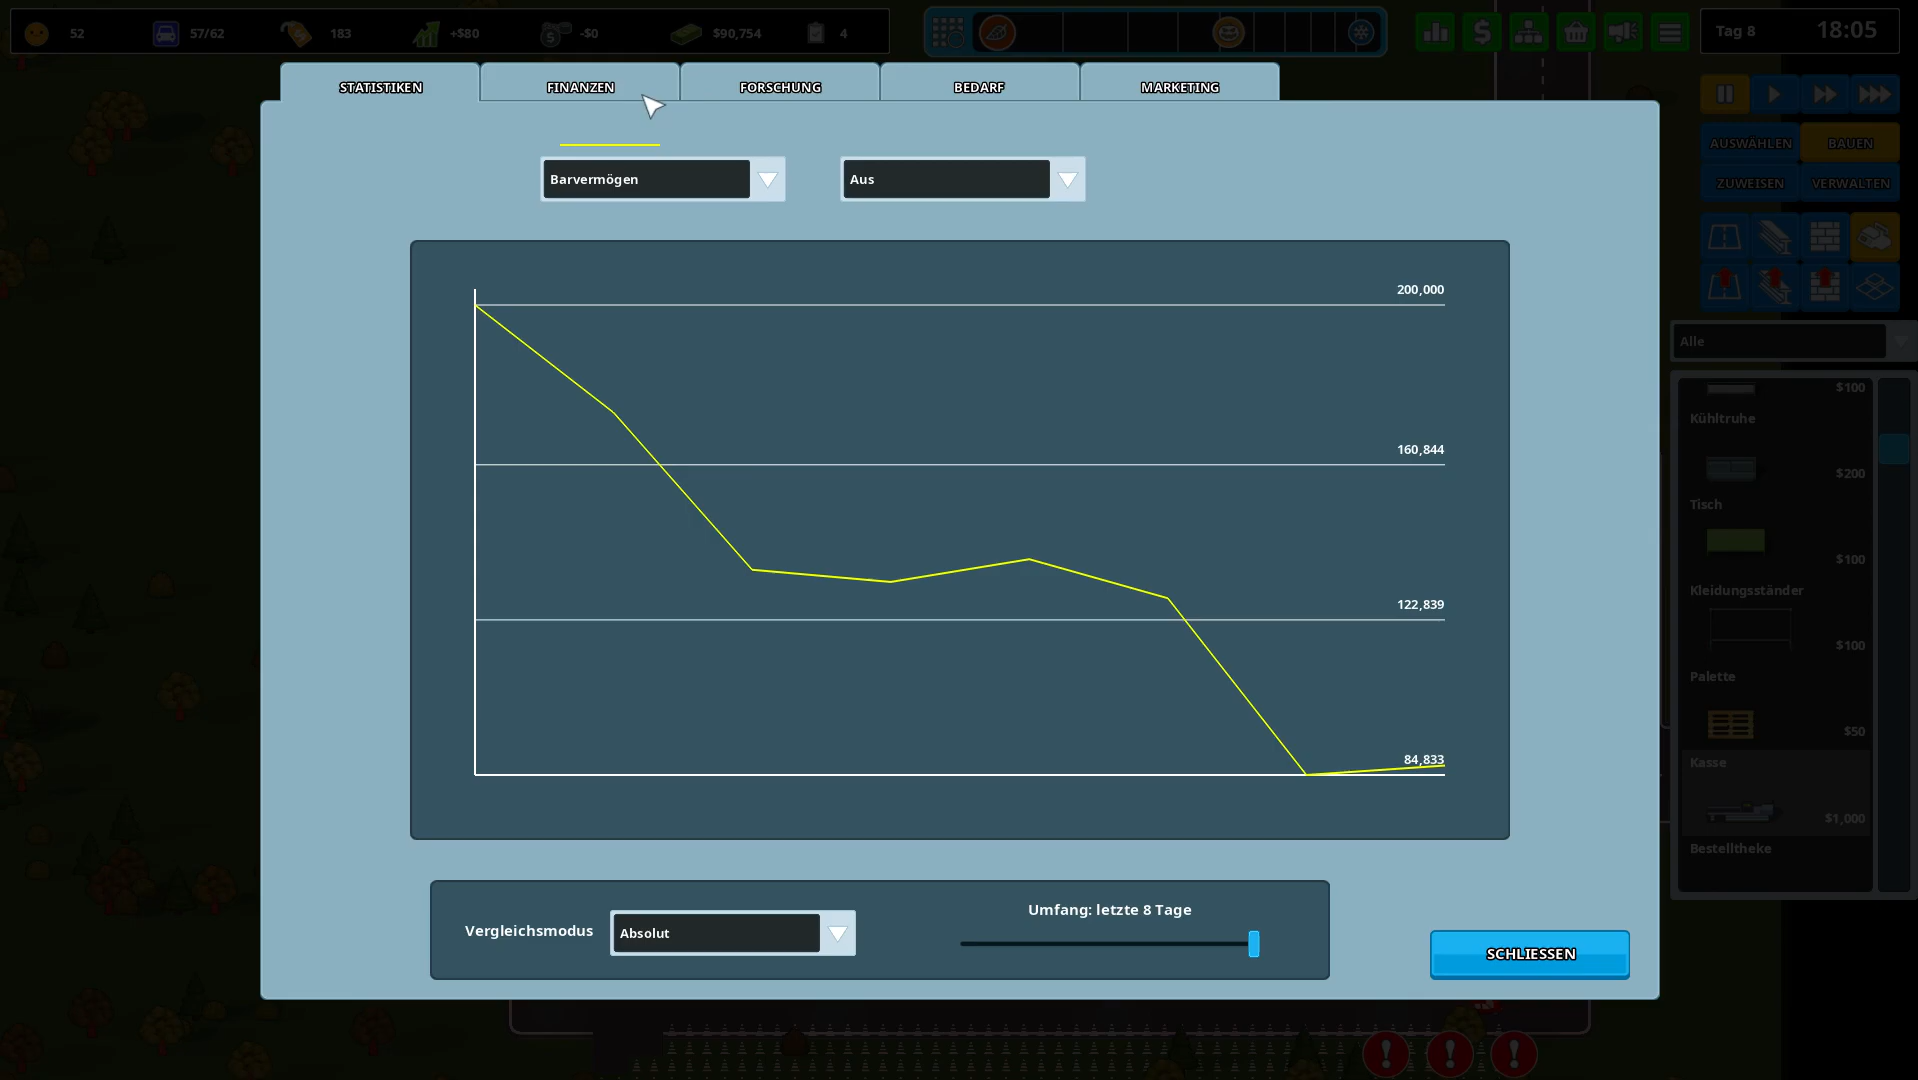 52
57/62
183
+$80
-$0
$90,754
4
Tag 8
18:05
STATISTIKEN
FINANZEN
FORSCHUNG
BEDARF
MARKETING
AUSWÄHLEN
BAUEN
ZUWEISEN
VERWALTEN
Barvermögen
Aus
200,000
160,844
122,839
84,833
Alle
$100
Kühltruhe
$200
Tisch
$100
Kleidungsständer
$100
Palette
$50
Kasse
$1,000
Bestelltheke
Vergleichsmodus
Absolut
Umfang: letzte 8 Tage
SCHLIESSEN